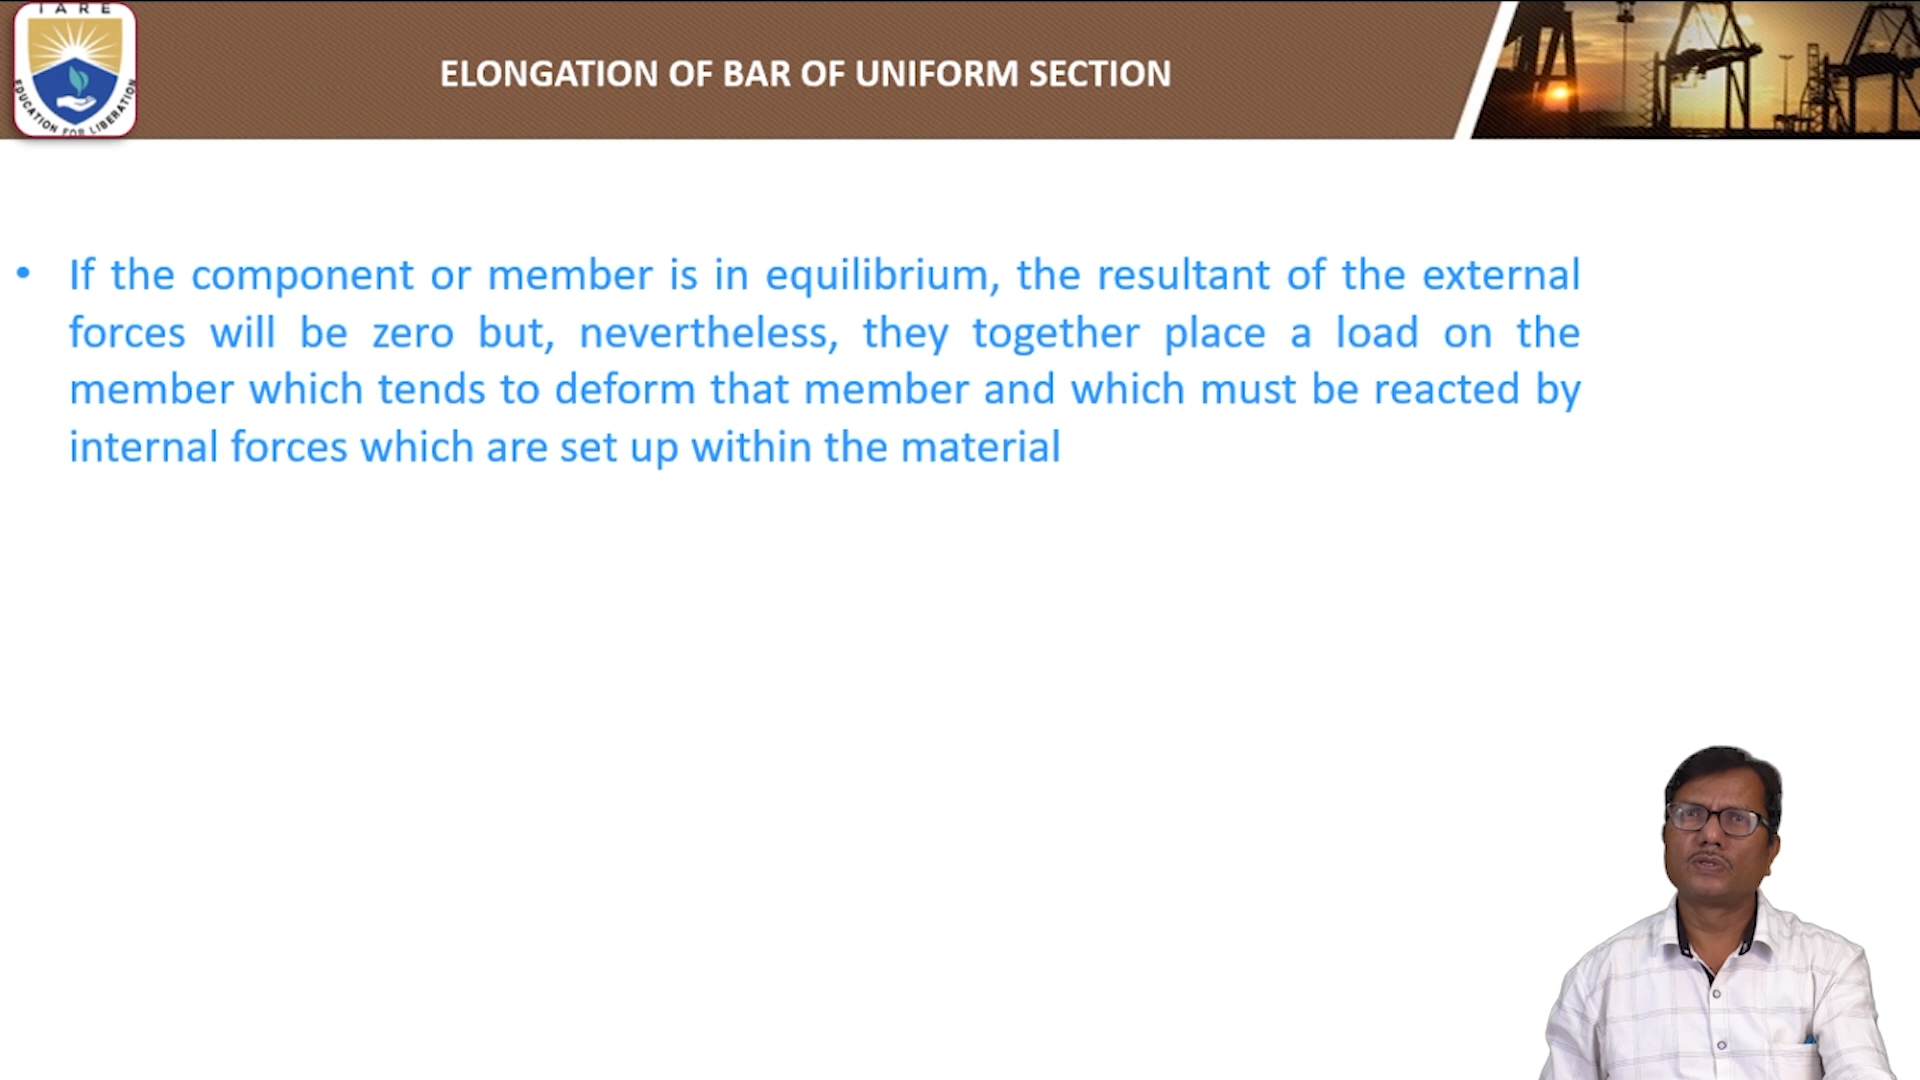 IARE
EDUCATION FOR LIBERATION
ELONGATION OF BAR OF UNIFORM SECTION
• If the component or member is in equilibrium, the resultant of the external
forces will be zero but, nevertheless, they together place a load on the
member which tends to deform that member and which must be reacted by
internal forces which are set up within the material